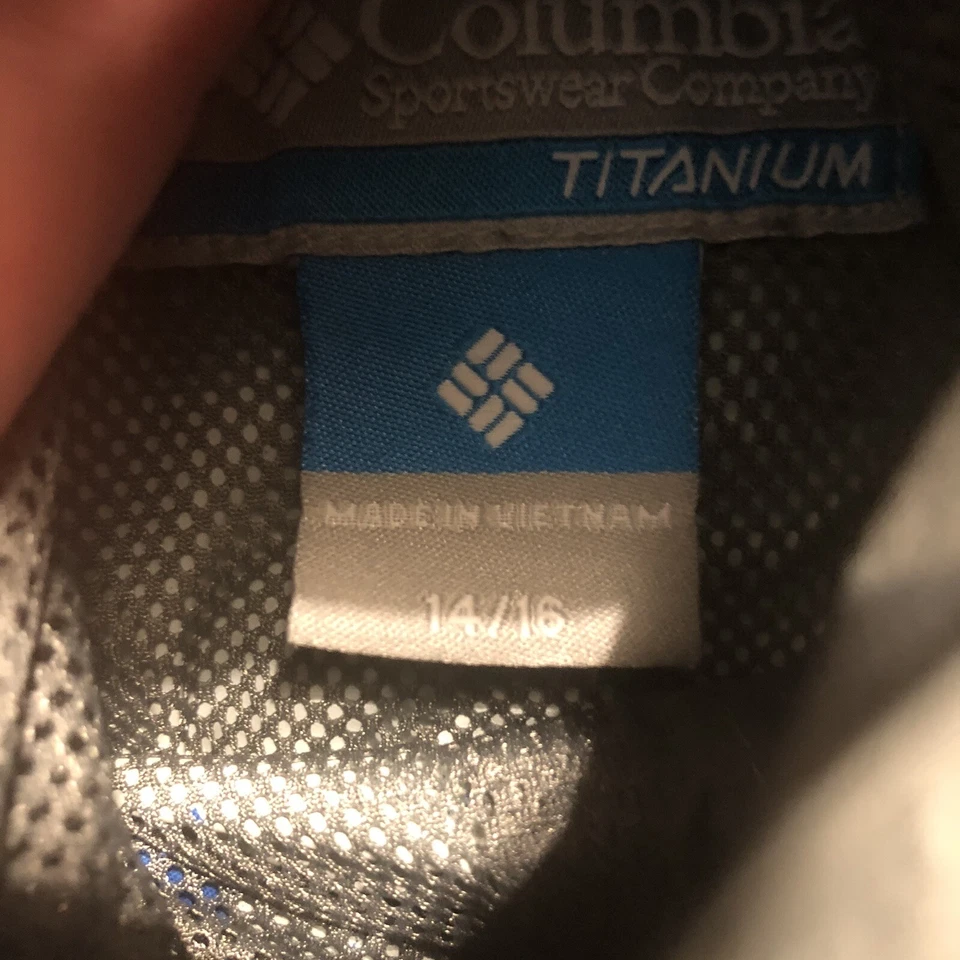 Columbia
Sportswear Company
TITANIUM
MADE IN VIETNAM
14/16